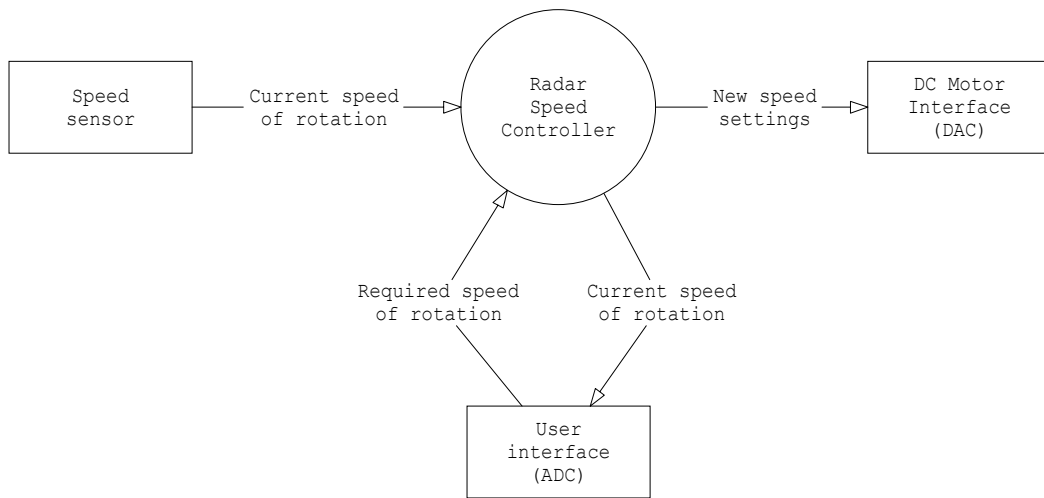 Speed
sensor
Current speed
of rotation
Radar
Speed
Controller
New speed
settings
DC Motor
Interface
(DAC)
Required speed
of rotation
Current speed
of rotation
User
interface
(ADC)